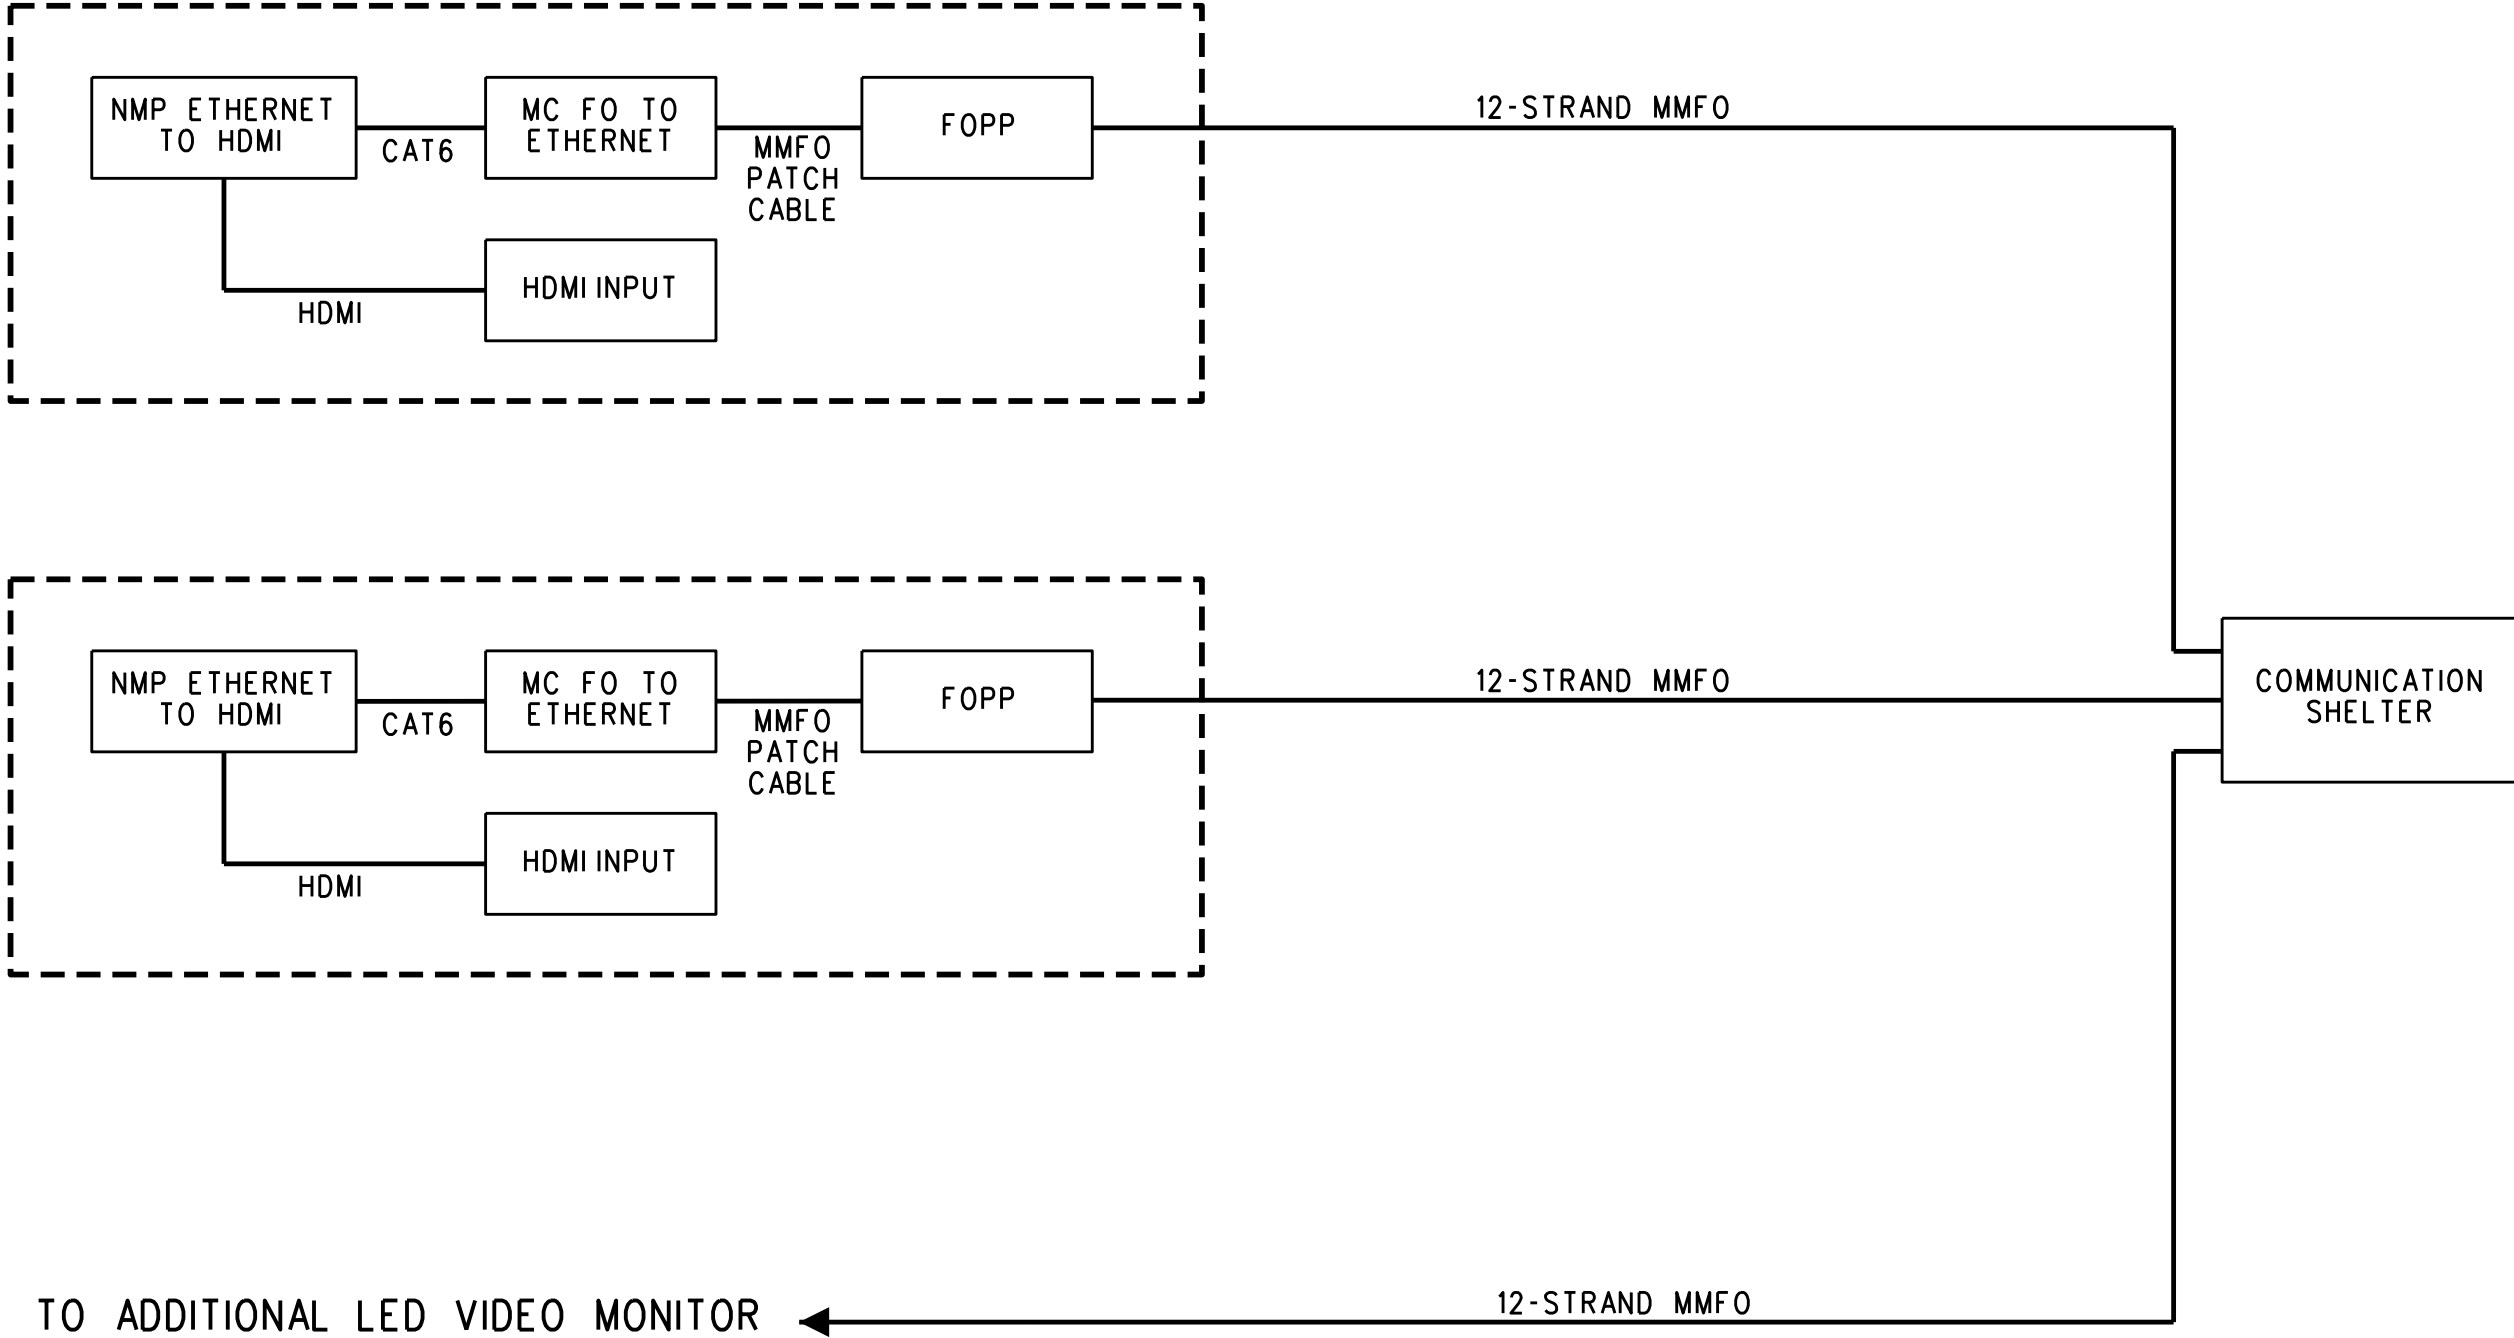 NMP ETHERNET
TO HDMI
CAT6
MC FO TO
ETHERNET
MMFO
PATCH
CABLE
FOPP
12-STRAND MMFO
HDMI
HDMI INPUT
NMP ETHERNET
TO HDMI
CAT6
MC FO TO
ETHERNET
MMFO
PATCH
CABLE
FOPP
12-STRAND MMFO
COMMUNICATION
SHELTER
HDMI
HDMI INPUT
TO ADDITIONAL LED VIDEO MONITOR
12-STRAND MMFO